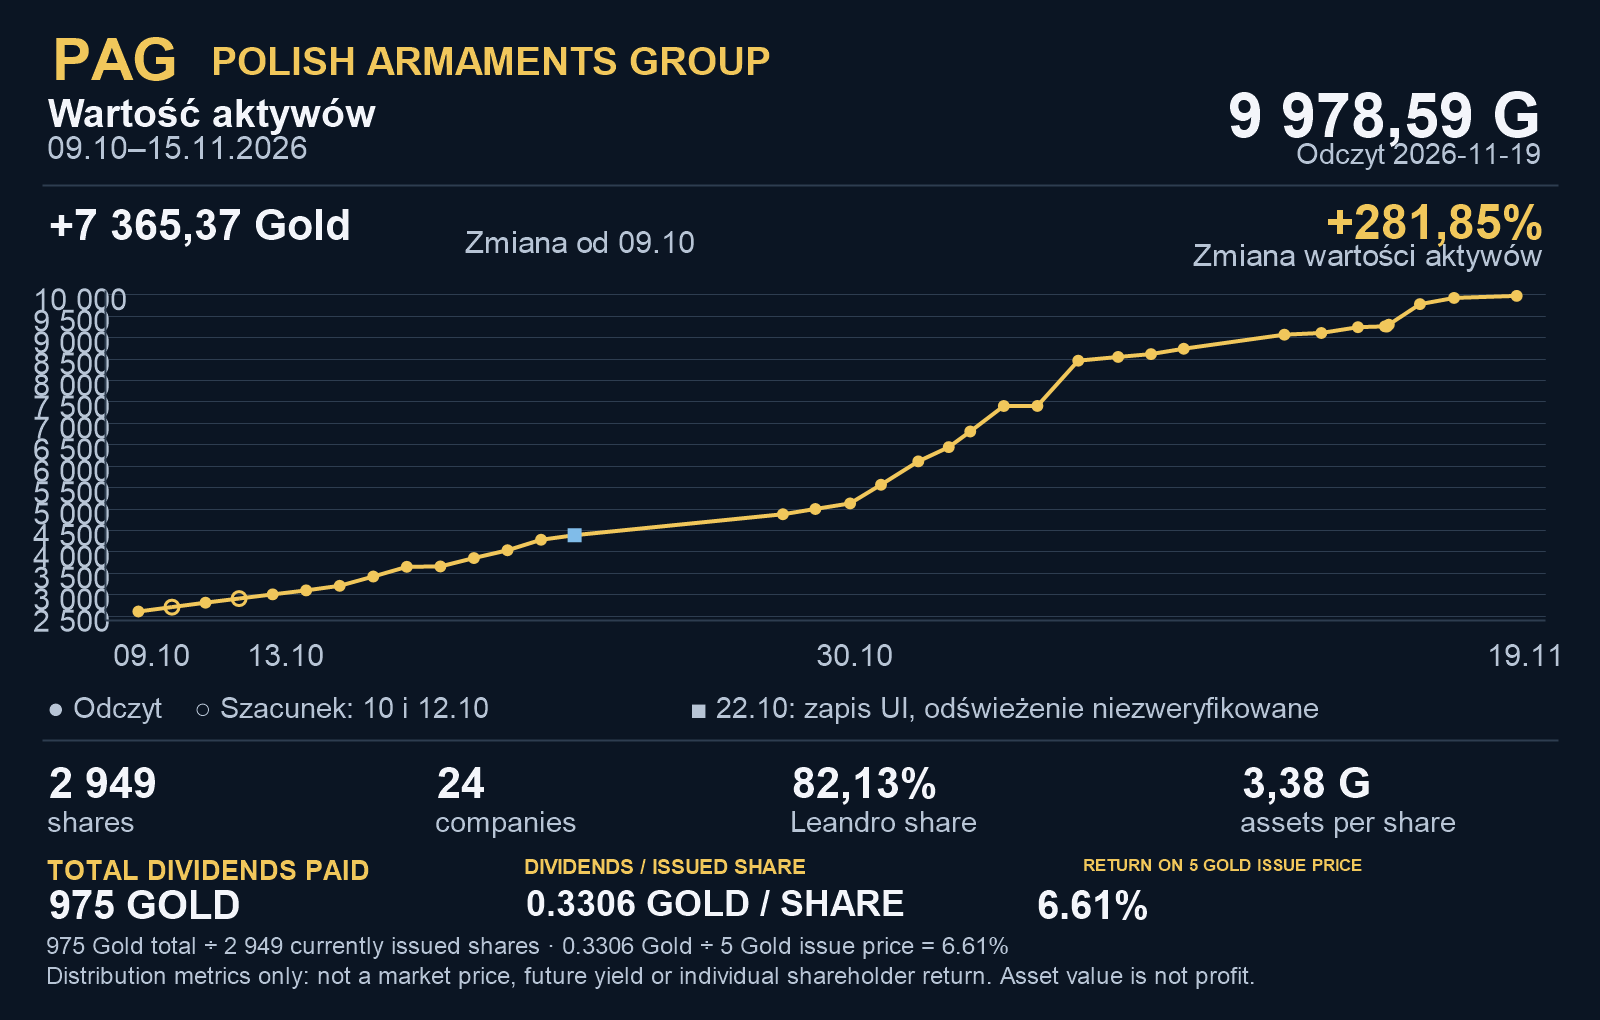 PAG POLISH ARMAMENTS GROUP
Wartość aktywów
09.10–15.11.2026
9 978,59 G
Odczyt 2026-11-19
+7 365,37 Gold
Zmiana od 09.10
+281,85%
Zmiana wartości aktywów
10 000
9 500
9 000
8 500
8 000
7 500
7 000
6 500
6 000
5 500
5 000
4 500
4 000
3 500
3 000
2 500
09.10 13.10 30.10 19.11
● Odczyt ○ Szacunek: 10 i 12.10 ■ 22.10: zapis UI, odświeżenie niezweryfikowane
2 949 24 82,13% 3,38 G
shares companies Leandro share assets per share
TOTAL DIVIDENDS PAID DIVIDENDS / ISSUED SHARE RETURN ON 5 GOLD ISSUE PRICE
975 GOLD 0.3306 GOLD / SHARE 6.61%
975 Gold total ÷ 2 949 currently issued shares · 0.3306 Gold ÷ 5 Gold issue price = 6.61%
Distribution metrics only: not a market price, future yield or individual shareholder return. Asset value is not profit.